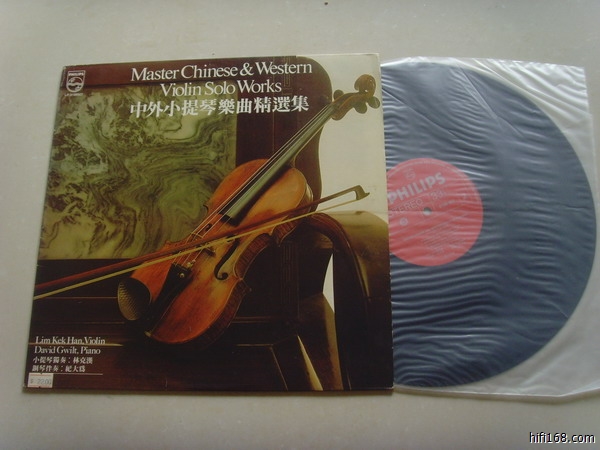 PHILIPS
Master Chinese & Western
Violin Solo Works
中外小提琴樂曲精選集
Lim Kek Han, Violin
David Gwilt, Piano
小提琴獨奏：林克漢
鋼琴伴奏：紀大為
PHILIPS
hifi168.com